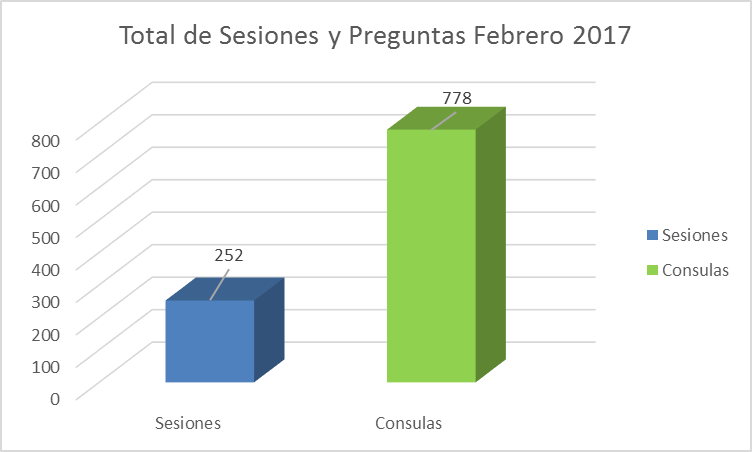 Total de Sesiones y Preguntas Febrero 2017
778
800
700
600
500
400
300
200
100
0
252
Sesiones
Consulas
Sesiones
Consulas